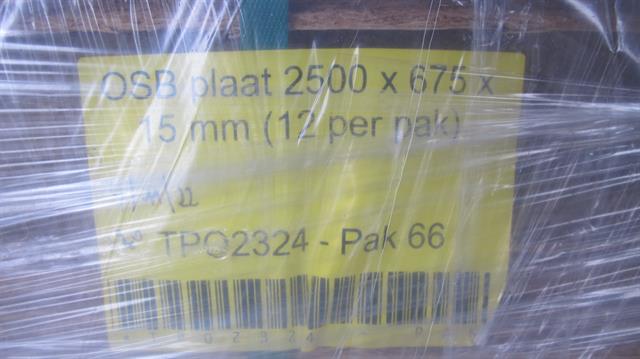 OSB plaat 2500 x 675 x
15 mm (12 per pak)
TPO2324 - Pak 66